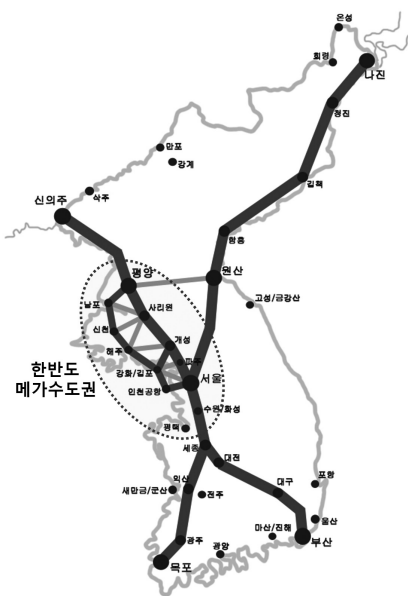 온성
회령
나진
청진
만포
강계
김책
삭주
신의주
함흥
평양
원산
남포
사리원
고성/금강산
신천
개성
해주
파주
강화/김포
서울
인천공항
한반도
메가수도권
수원/화성
평택
세종
대전
익산
대구
포항
새만금/군산
전주
울산
마산/진해
부산
광주
광양
목포